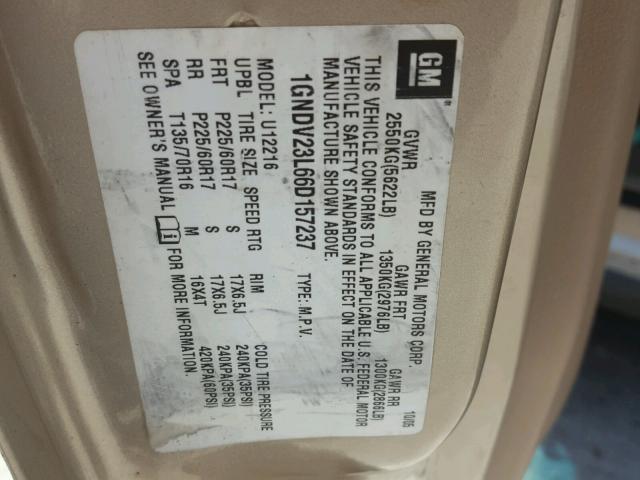 GM
MFD BY GENERAL MOTORS CORP. 10/05
GVWR GAWR FRT GAWR RR
2550KG(5622LB) 1350KG(2976LB) 1300KG(2866LB)
THIS VEHICLE CONFORMS TO ALL APPLICABLE U.S. FEDERAL MOTOR
VEHICLE SAFETY STANDARDS IN EFFECT ON THE DATE OF
MANUFACTURE SHOWN ABOVE.
1GNDV23L66D157237 TYPE: M.P.V.
MODEL: U12216
UPBL TIRE SIZE SPEED RTG RIM COLD TIRE PRESSURE
FRT P225/60R17 S 17X6.5J 240KPA(35PSI)
RR P225/60R17 S 17X6.5J 240KPA(35PSI)
SPA T135/70R16 M 16X4T 420KPA(60PSI)
SEE OWNER'S MANUAL i FOR MORE INFORMATION.